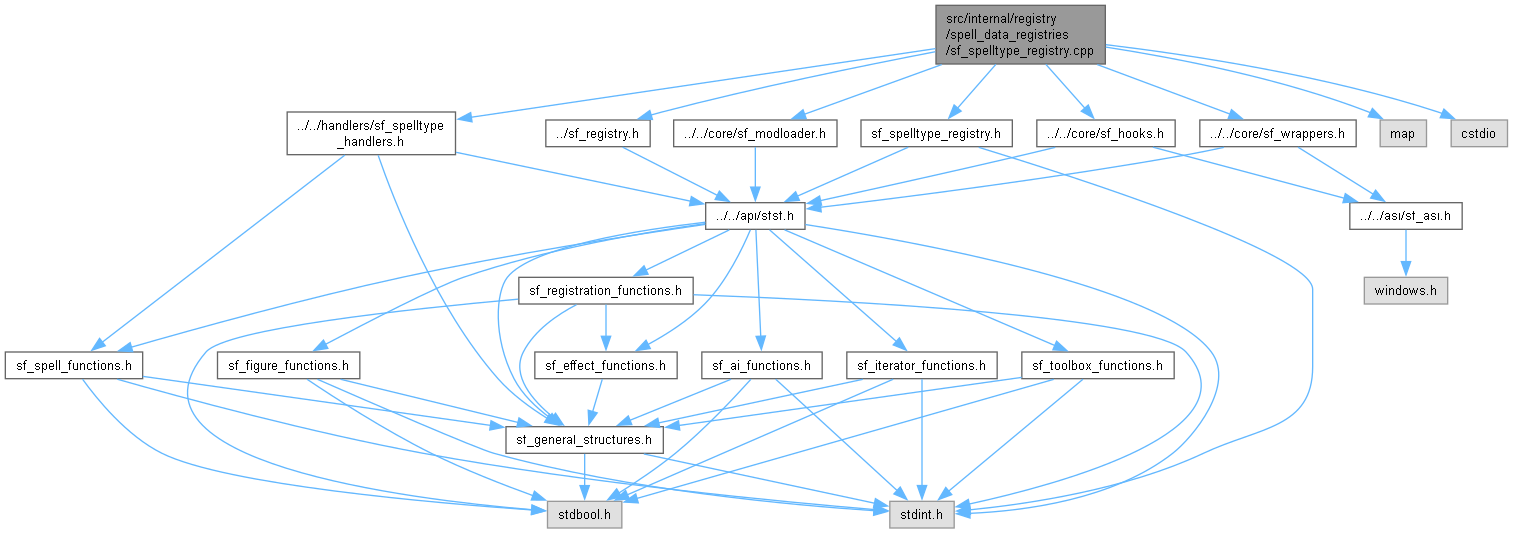 src/internal/registry
/spell_data_registries
/sf_spelltype_registry.cpp
../../handlers/sf_spelltype
_handlers.h
../sf_registry.h
../../core/sf_modloader.h
sf_spelltype_registry.h
../../core/sf_hooks.h
../../core/sf_wrappers.h
map
cstdio
../../api/sfsf.h
../../asi/sf_asi.h
sf_registration_functions.h
windows.h
sf_spell_functions.h
sf_figure_functions.h
sf_effect_functions.h
sf_ai_functions.h
sf_iterator_functions.h
sf_toolbox_functions.h
sf_general_structures.h
stdbool.h
stdint.h